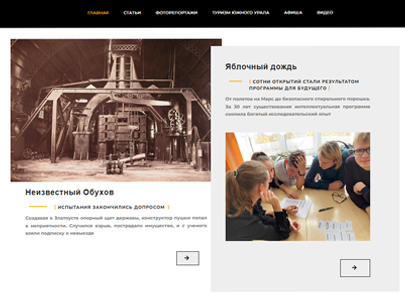 ГЛАВНАЯ СТАТЬИ ФОТОРЕПОРТАЖИ ТУРИЗМ ЮЖНОГО УРАЛА АФИША ВИДЕО
Неизвестный Обухов
[ ИСПЫТАНИЯ ЗАКОНЧИЛИСЬ ДОПРОСОМ ]
Создавая в Златоусте опорный щит державы, конструктор пушки попал
в неприятности. Случился взрыв, пострадало имущество, и с ученого
взяли подписку о невыезде
Яблочный дождь
[ СОТНИ ОТКРЫТИЙ СТАЛИ РЕЗУЛЬТАТОМ
ПРОГРАММЫ ДЛЯ БУДУЩЕГО ]
От полетов на Марс до безопасного стирального порошка.
За 30 лет существования интеллектуальная программа
скопила богатый исследовательский опыт